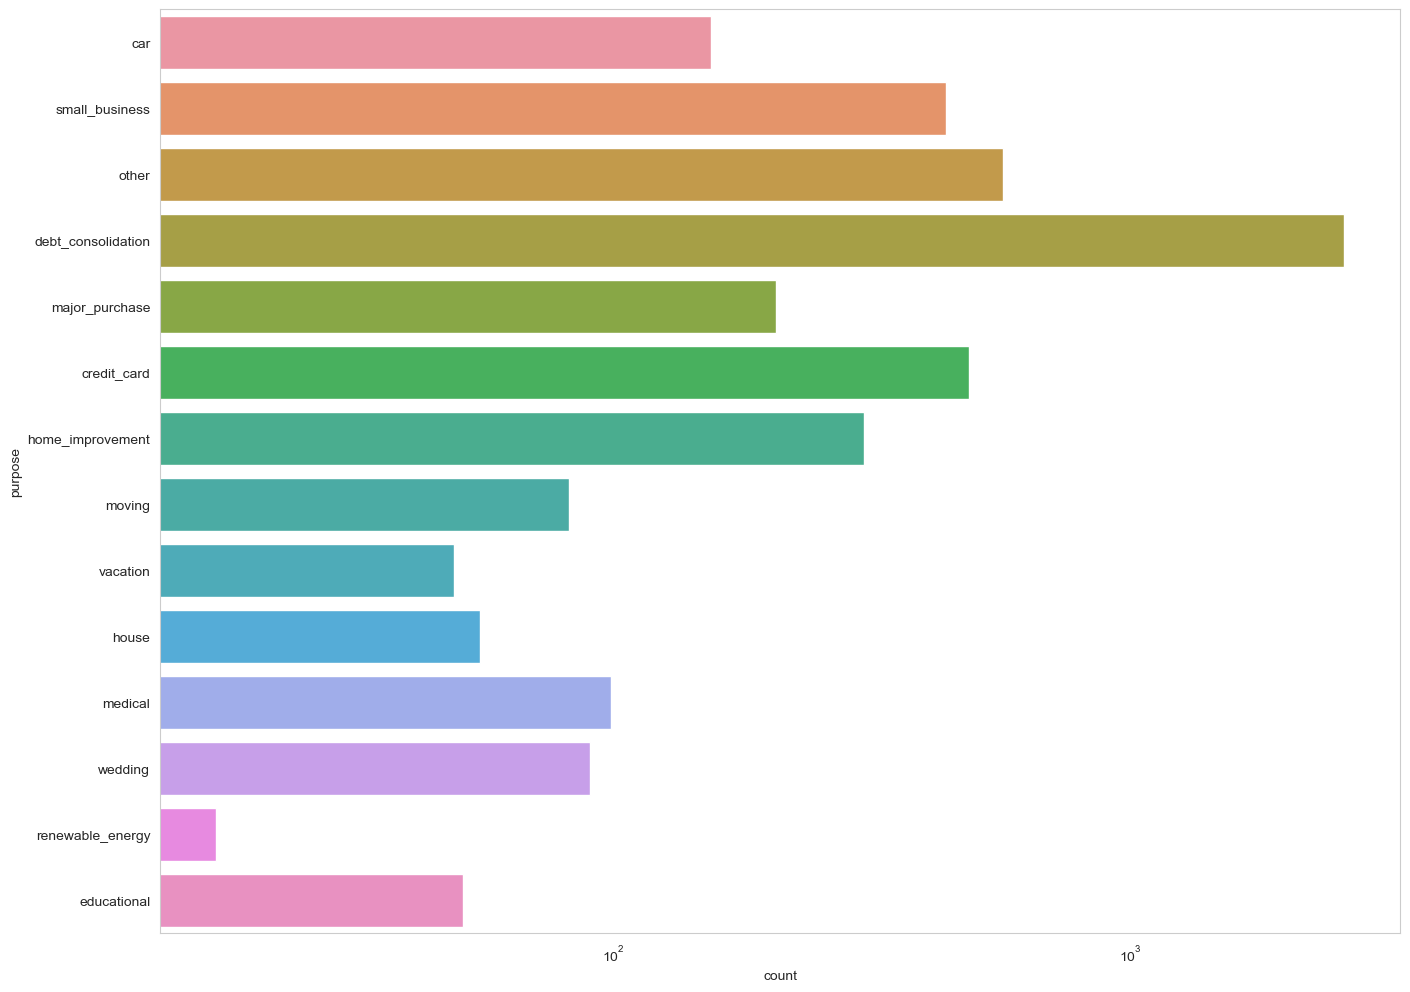 car
small_business
other
debt_consolidation
major_purchase
credit_card
home_improvement
moving
vacation
house
medical
wedding
renewable_energy
educational
purpose
10²
10³
count